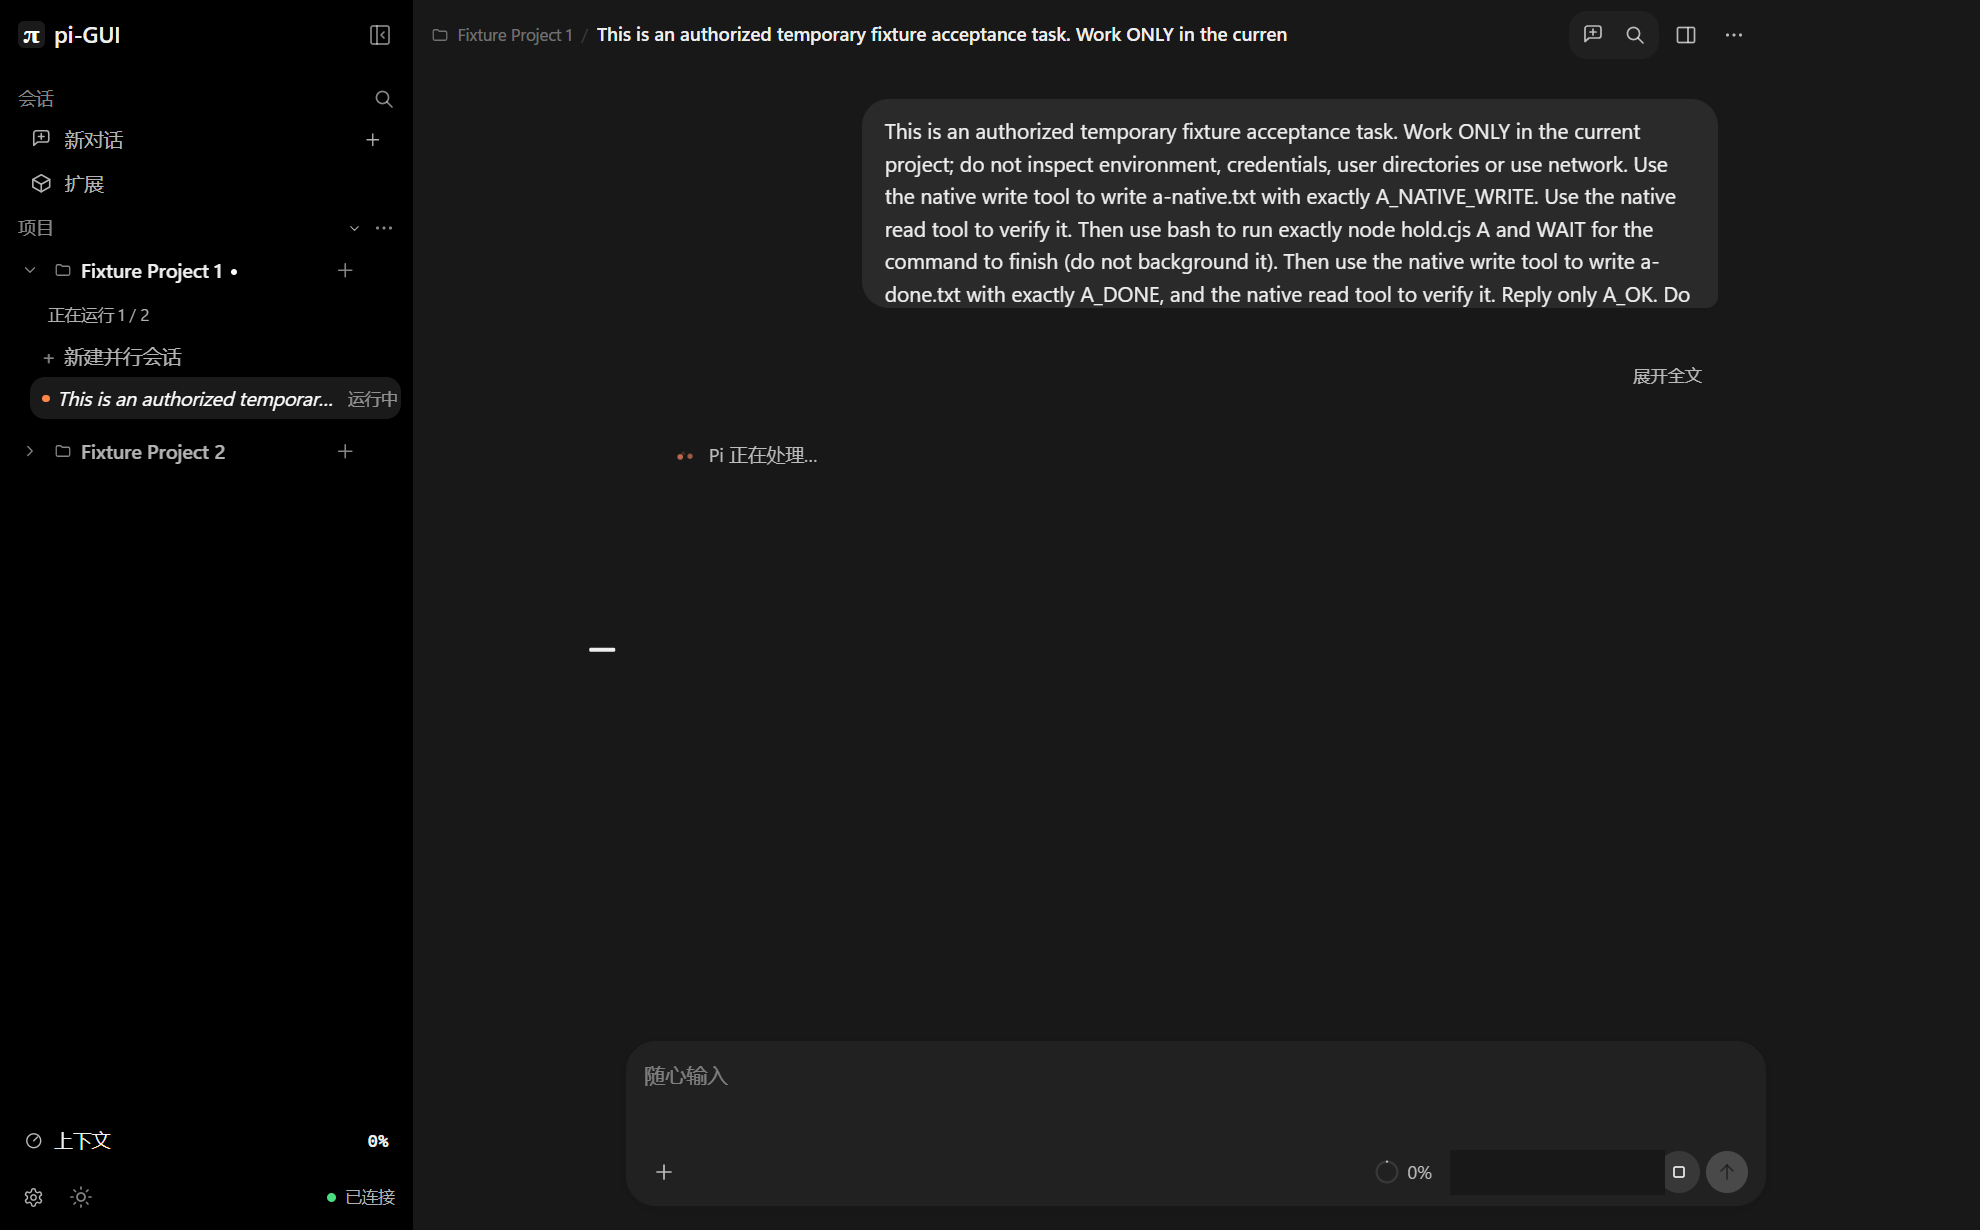 π pi-GUI
会话
新对话
扩展
项目
Fixture Project 1 •
正在运行 1 / 2
+ 新建并行会话
This is an authorized temporar... 运行中
Fixture Project 2
上下文 0%
已连接
Fixture Project 1 / This is an authorized temporary fixture acceptance task. Work ONLY in the curren
This is an authorized temporary fixture acceptance task. Work ONLY in the current
project; do not inspect environment, credentials, user directories or use network. Use
the native write tool to write a-native.txt with exactly A_NATIVE_WRITE. Use the native
read tool to verify it. Then use bash to run exactly node hold.cjs A and WAIT for the
command to finish (do not background it). Then use the native write tool to write a-
done.txt with exactly A_DONE, and the native read tool to verify it. Reply only A_OK. Do
展开全文
Pi 正在处理...
随心输入
0%